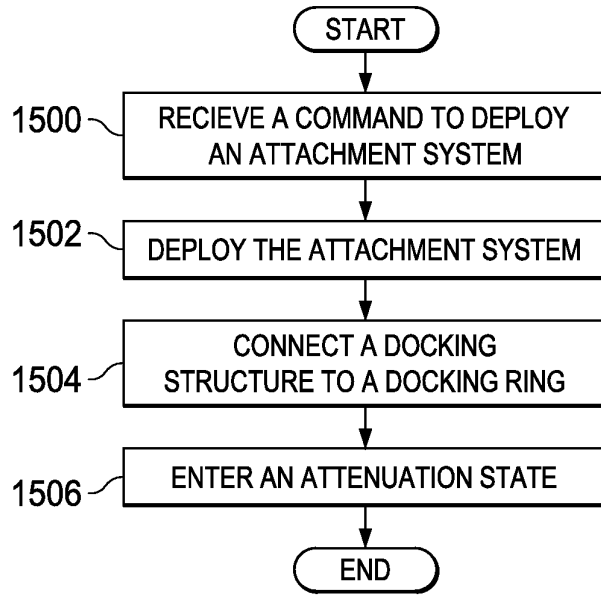 START
1500
RECIEVE A COMMAND TO DEPLOY
AN ATTACHMENT SYSTEM
1502
DEPLOY THE ATTACHMENT SYSTEM
1504
CONNECT A DOCKING
STRUCTURE TO A DOCKING RING
1506
ENTER AN ATTENUATION STATE
END